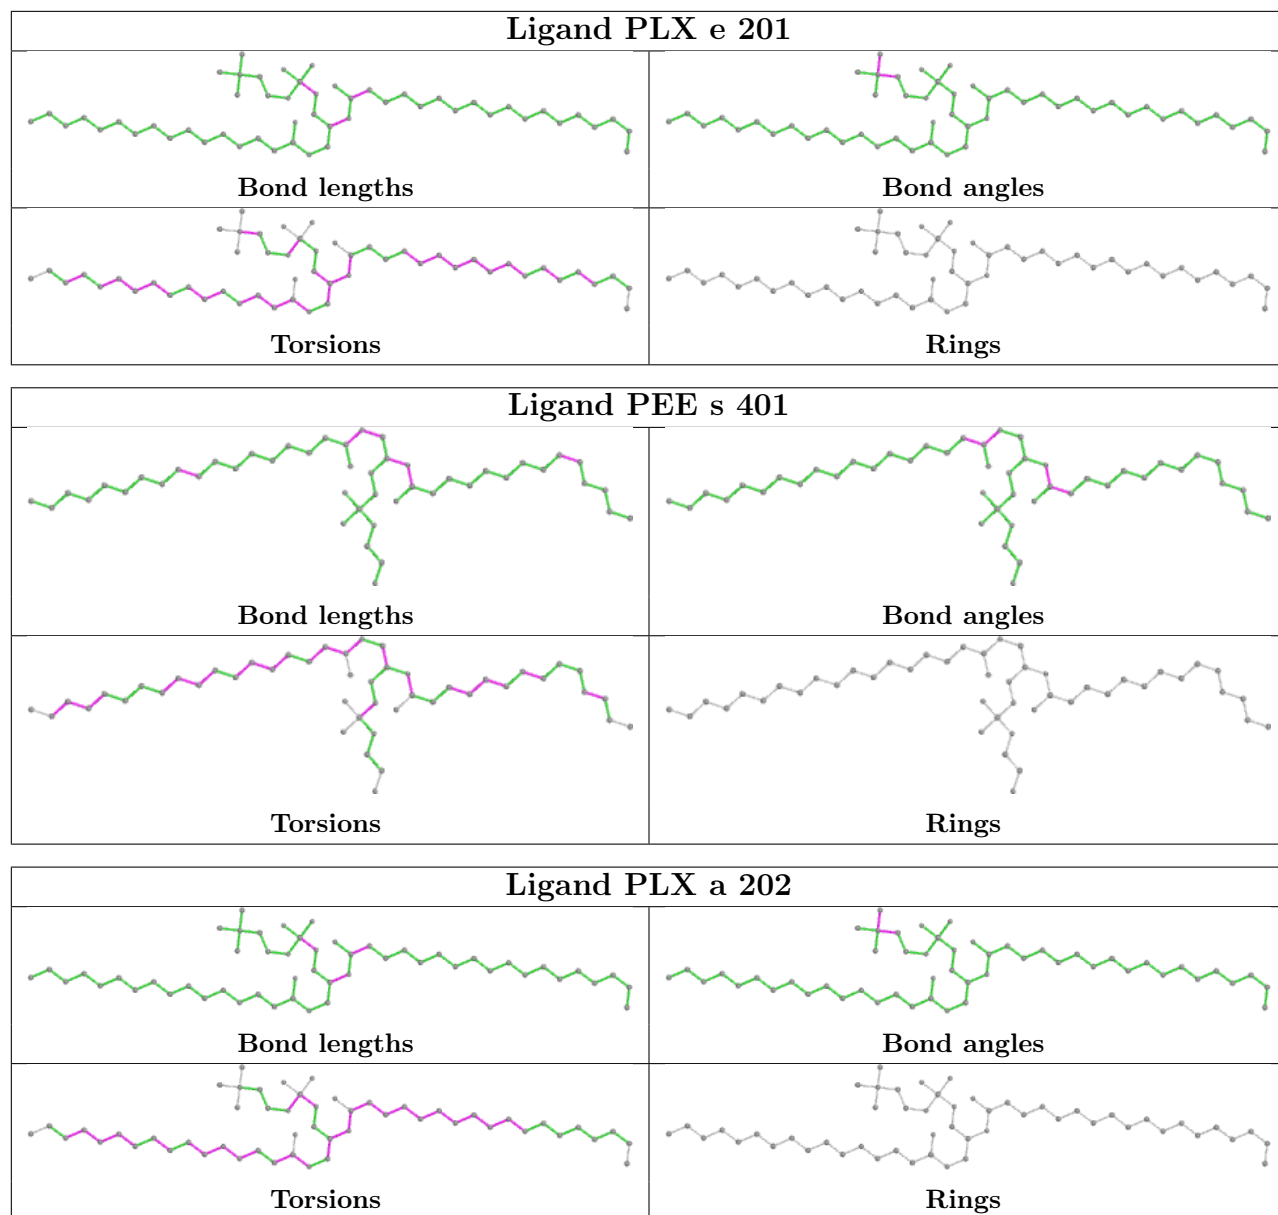 Ligand PLX e 201
Bond lengths
Bond angles
Torsions
Rings
Ligand PEE s 401
Bond lengths
Bond angles
Torsions
Rings
Ligand PLX a 202
Bond lengths
Bond angles
Torsions
Rings